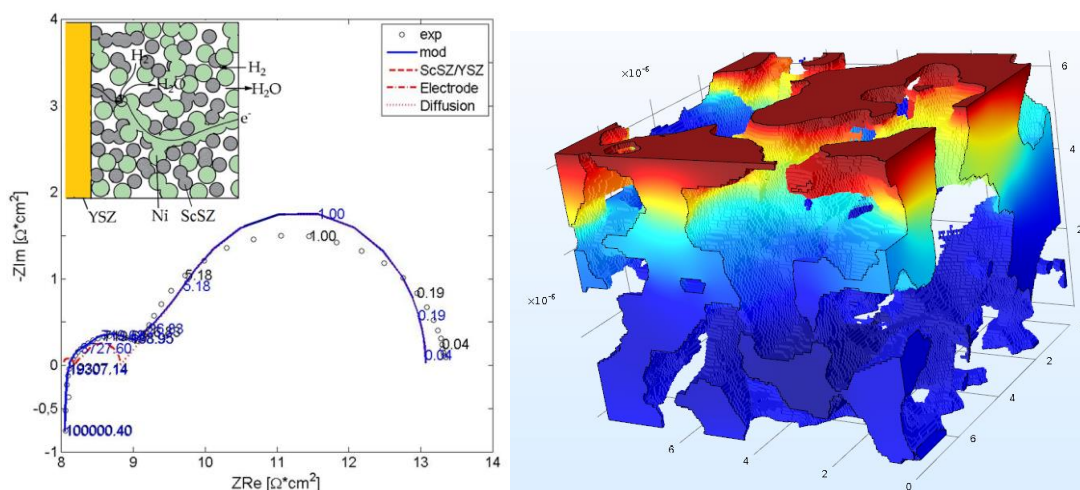 4
3
2
1
0
-0,5
-1
8
9
10
11
12
13
14
-ZIm [Ω*cm²]
ZRe [Ω*cm²]
exp
mod
ScSZ/YSZ
Electrode
Diffusion
H₂
H₂O
H₂
H₂O
e⁻
YSZ
Ni
ScSZ
1.00
1.00
5.18
5.18
0.19
0.19
0.04
0.04
3727.60
19307.14
100000.40
×10⁻⁶
×10⁻⁶
6
4
2
6
4
2
6
4
2
0